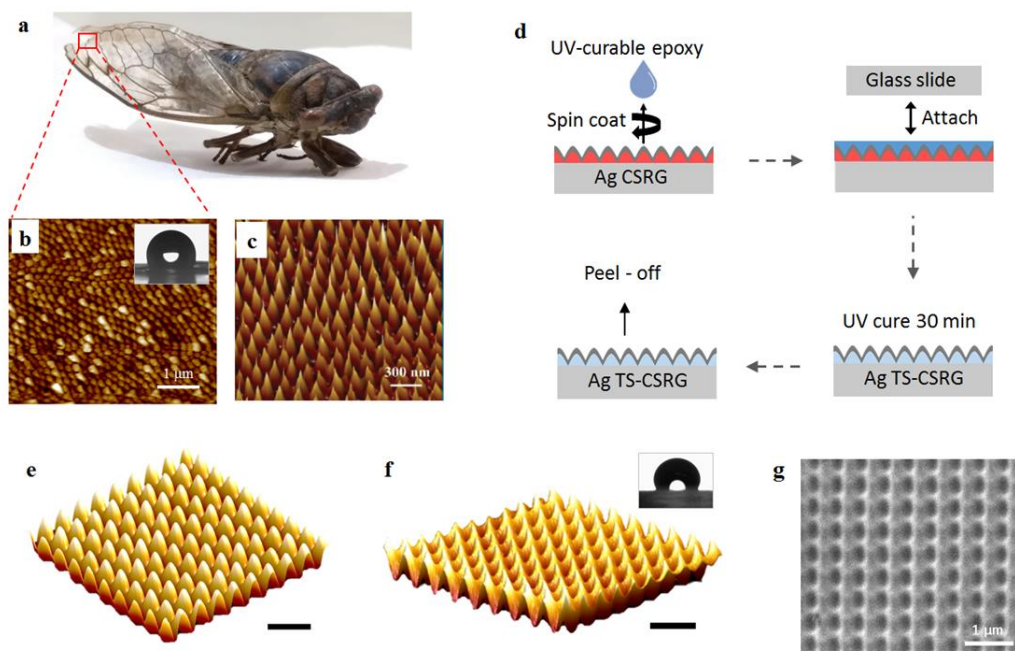 a
b
1 µm
c
300 nm
d
UV-curable epoxy
Spin coat
Ag CSRG
Glass slide
Attach
UV cure 30 min
Ag TS-CSRG
Peel - off
Ag TS-CSRG
e
f
g
1 µm